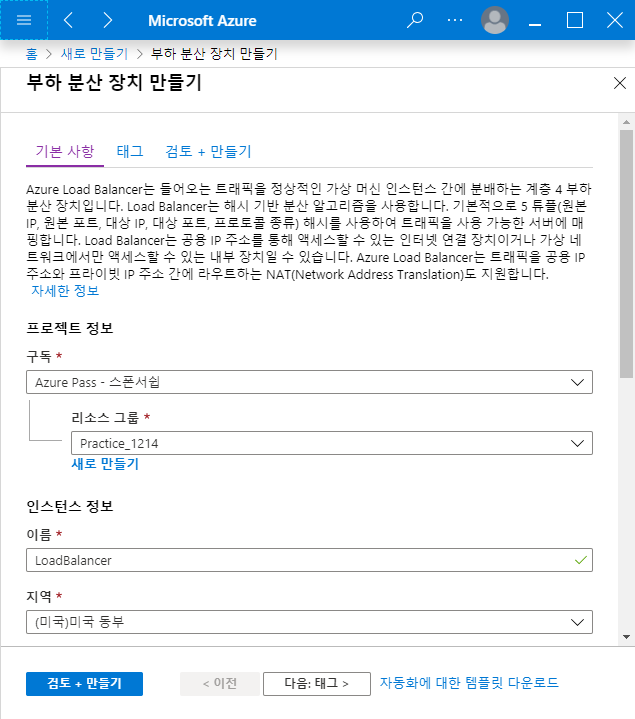 Microsoft Azure
홈 > 새로 만들기 > 부하 분산 장치 만들기
부하 분산 장치 만들기
기본 사항 태그 검토 + 만들기
Azure Load Balancer는 들어오는 트래픽을 정상적인 가상 머신 인스턴스 간에 분배하는 계층 4 부하
분산 장치입니다. Load Balancer는 해시 기반 분산 알고리즘을 사용합니다. 기본적으로 5 튜플(원본
IP, 원본 포트, 대상 IP, 대상 포트, 프로토콜 종류) 해시를 사용하여 트래픽을 사용 가능한 서버에 매
핑합니다. Load Balancer는 공용 IP 주소를 통해 액세스할 수 있는 인터넷 연결 장치이거나 가상 네
트워크에서만 액세스할 수 있는 내부 장치일 수 있습니다. Azure Load Balancer는 트래픽을 공용 IP
주소와 프라이빗 IP 주소 간에 라우트하는 NAT(Network Address Translation)도 지원합니다.
자세한 정보
프로젝트 정보
구독 *
Azure Pass - 스폰서쉽
리소스 그룹 *
Practice_1214
새로 만들기
인스턴스 정보
이름 *
LoadBalancer
지역 *
(미국)미국 동부
검토 + 만들기 < 이전 다음: 태그 > 자동화에 대한 템플릿 다운로드